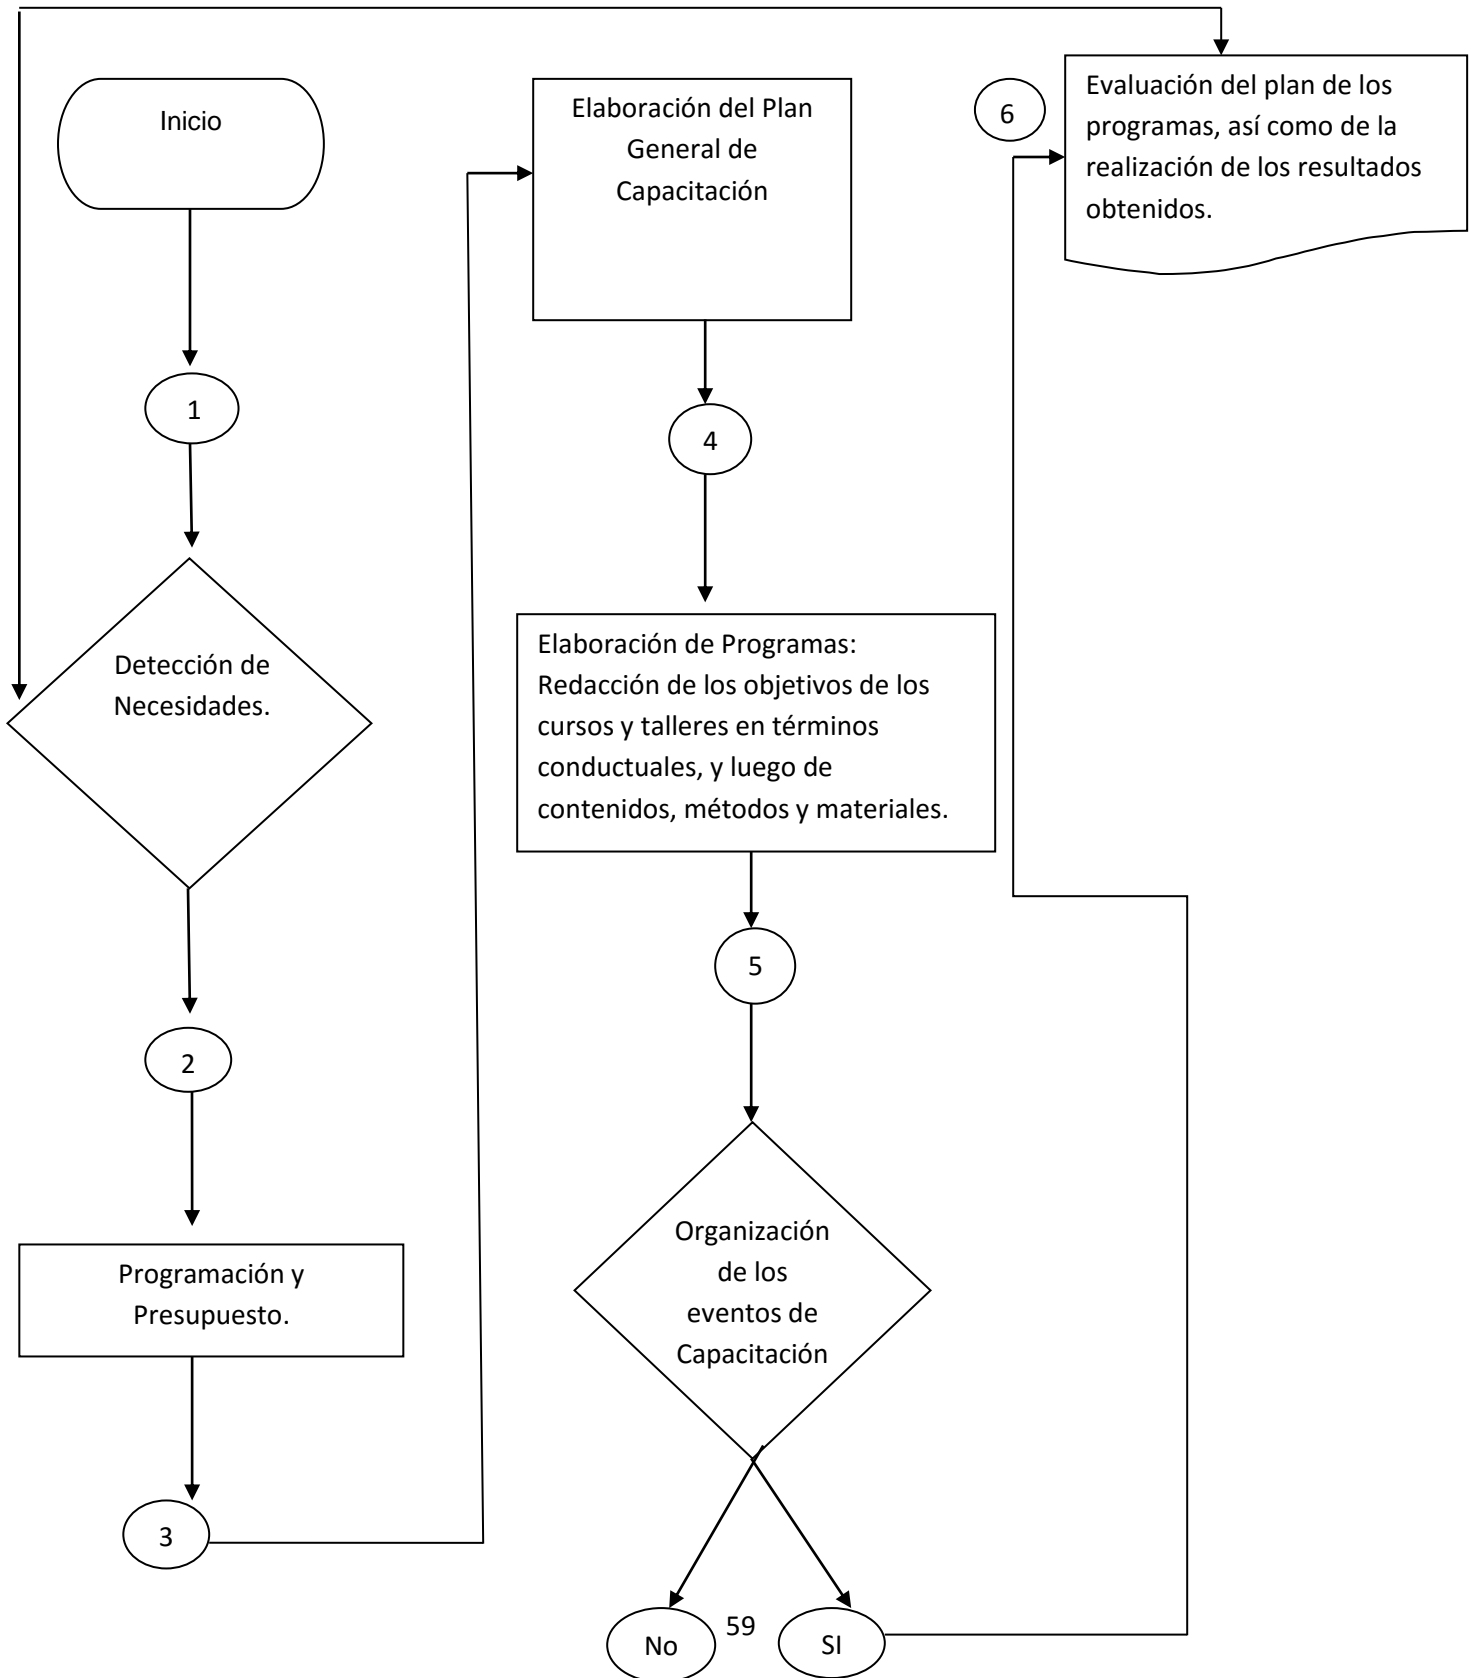 Inicio
1
Detección de
Necesidades.
2
Programación y
Presupuesto.
3
Elaboración del Plan
General de
Capacitación
4
Elaboración de Programas:
Redacción de los objetivos de los
cursos y talleres en términos
conductuales, y luego de
contenidos, métodos y materiales.
5
Organización
de los
eventos de
Capacitación
No
SI
6
Evaluación del plan de los
programas, así como de la
realización de los resultados
obtenidos.
59